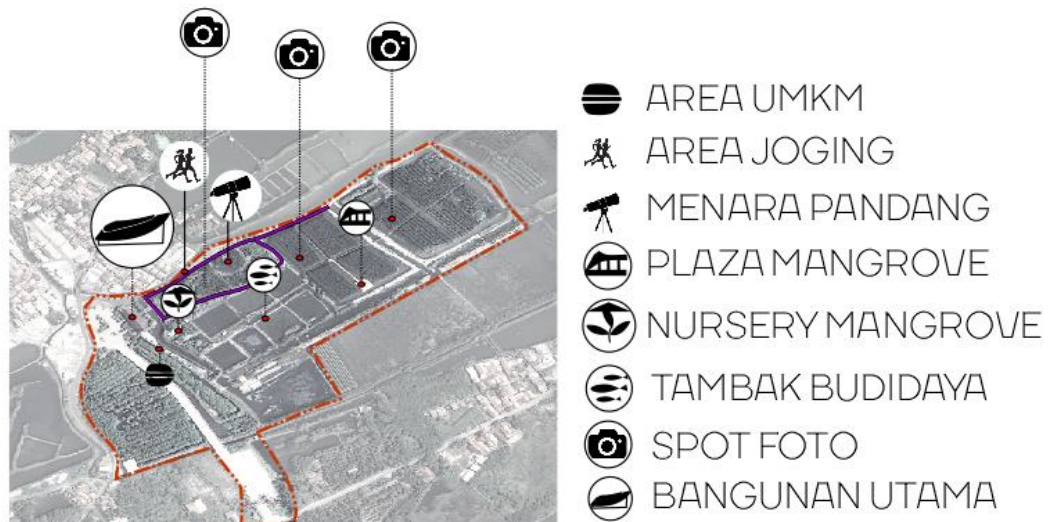 AREA UMKM
AREA JOGING
MENARA PANDANG
PLAZA MANGROVE
NURSERY MANGROVE
TAMBAK BUDIDAYA
SPOT FOTO
BANGUNAN UTAMA